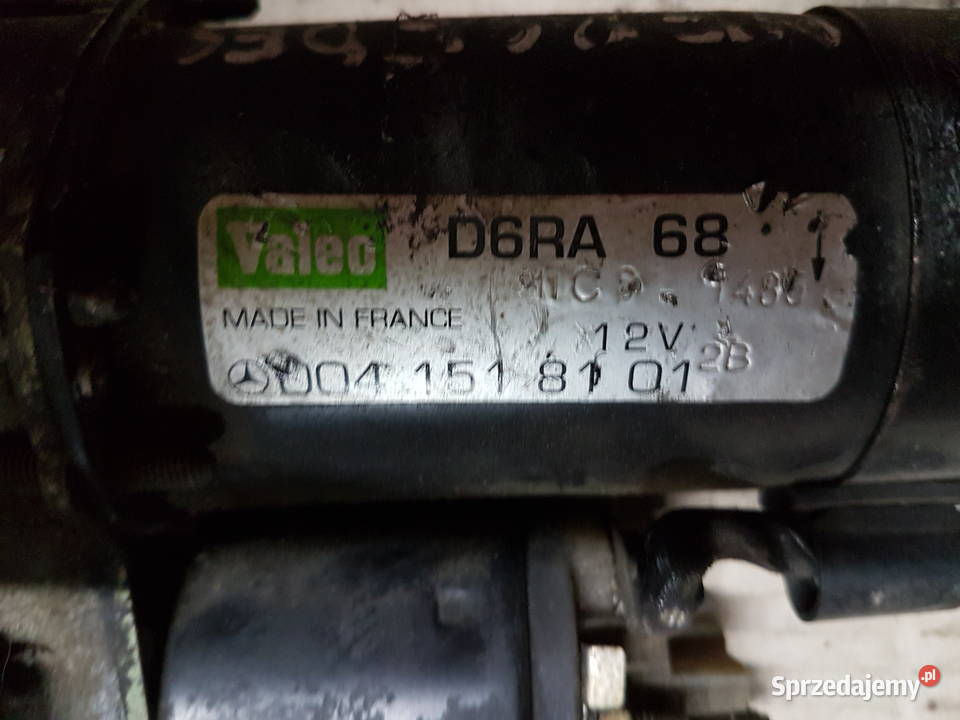 Valeo D6RA 68
MADE IN FRANCE 12V
004 151 81 01 2B
Sprzedajemy.pl